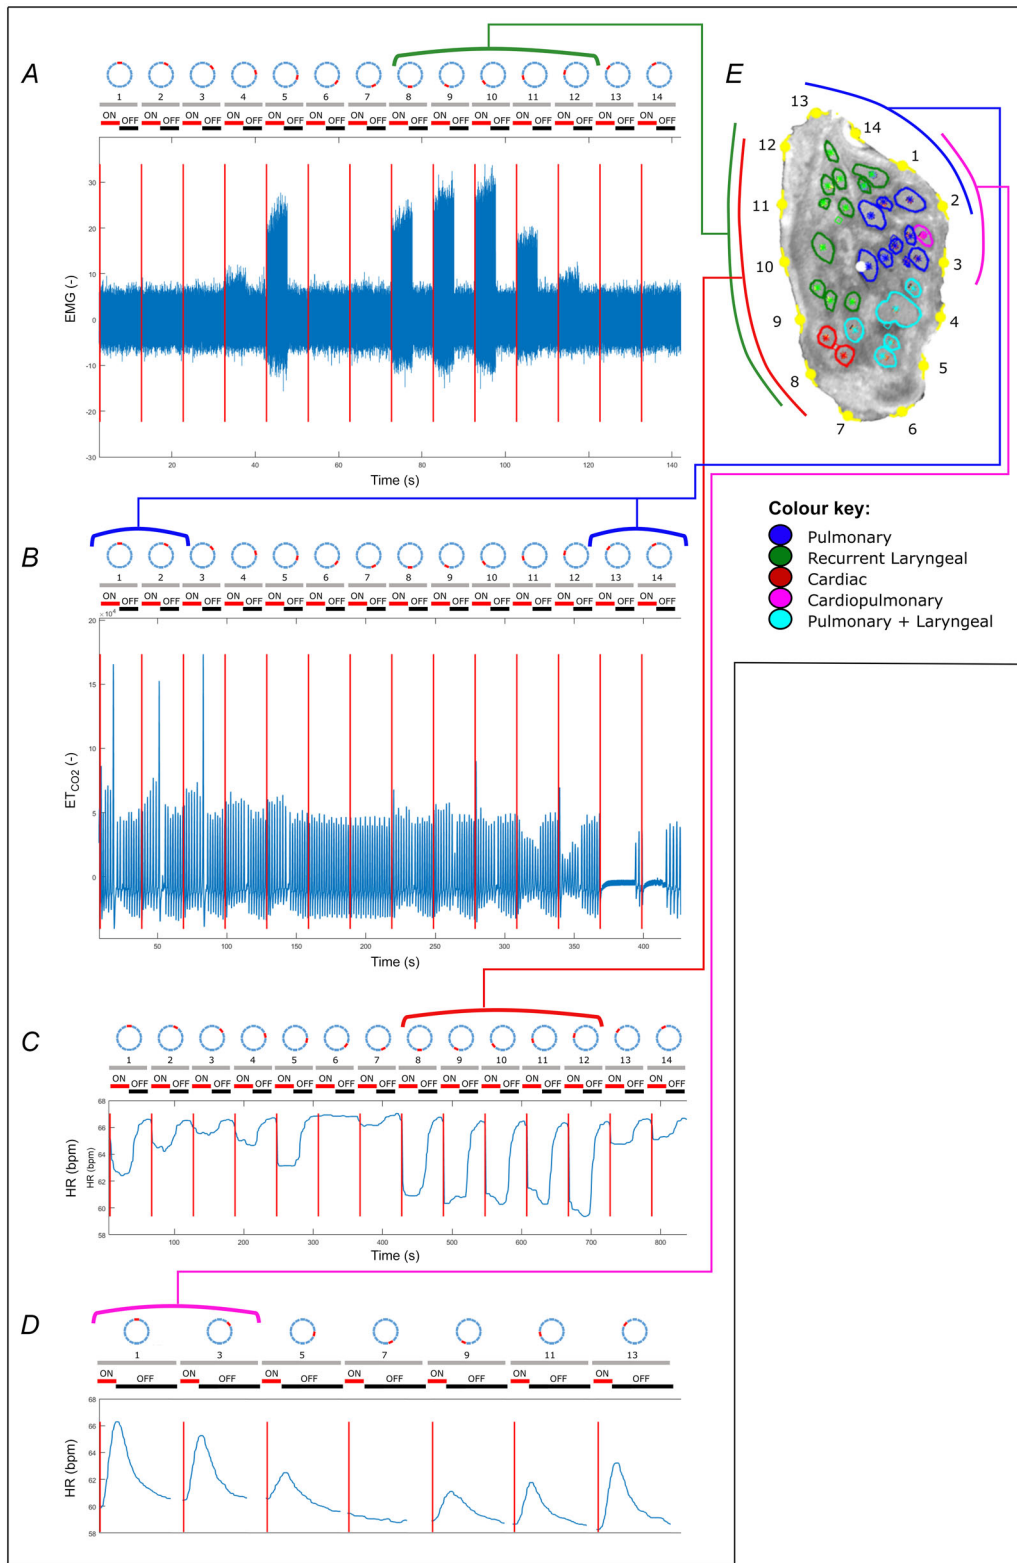 A
1 2 3 4 5 6 7 8 9 10 11 12 13 14
ON OFF ON OFF ON OFF ON OFF ON OFF ON OFF ON OFF ON OFF ON OFF ON OFF ON OFF ON OFF ON OFF ON OFF
30
20
10
0
-10
-20
-30
EMG (-)
20 40 60 80 100 120 140
Time (s)
E
13
14
12
1
11
2
10
3
9
4
8
5
7
6
Colour key:
Pulmonary
Recurrent Laryngeal
Cardiac
Cardiopulmonary
Pulmonary + Laryngeal
B
1 2 3 4 5 6 7 8 9 10 11 12 13 14
ON OFF ON OFF ON OFF ON OFF ON OFF ON OFF ON OFF ON OFF ON OFF ON OFF ON OFF ON OFF ON OFF ON OFF
20
15
10
5
0
ETCO2 (-)
50 100 150 200 250 300 350 400
Time (s)
C
1 2 3 4 5 6 7 8 9 10 11 12 13 14
ON OFF ON OFF ON OFF ON OFF ON OFF ON OFF ON OFF ON OFF ON OFF ON OFF ON OFF ON OFF ON OFF ON OFF
68
66
64
62
60
58
HR (bpm)
HR (bpm)
100 200 300 400 500 600 700 800
Time (s)
D
1 3 5 7 9 11 13
ON OFF ON OFF ON OFF ON OFF ON OFF ON OFF ON OFF
68
66
64
62
60
58
HR (bpm)